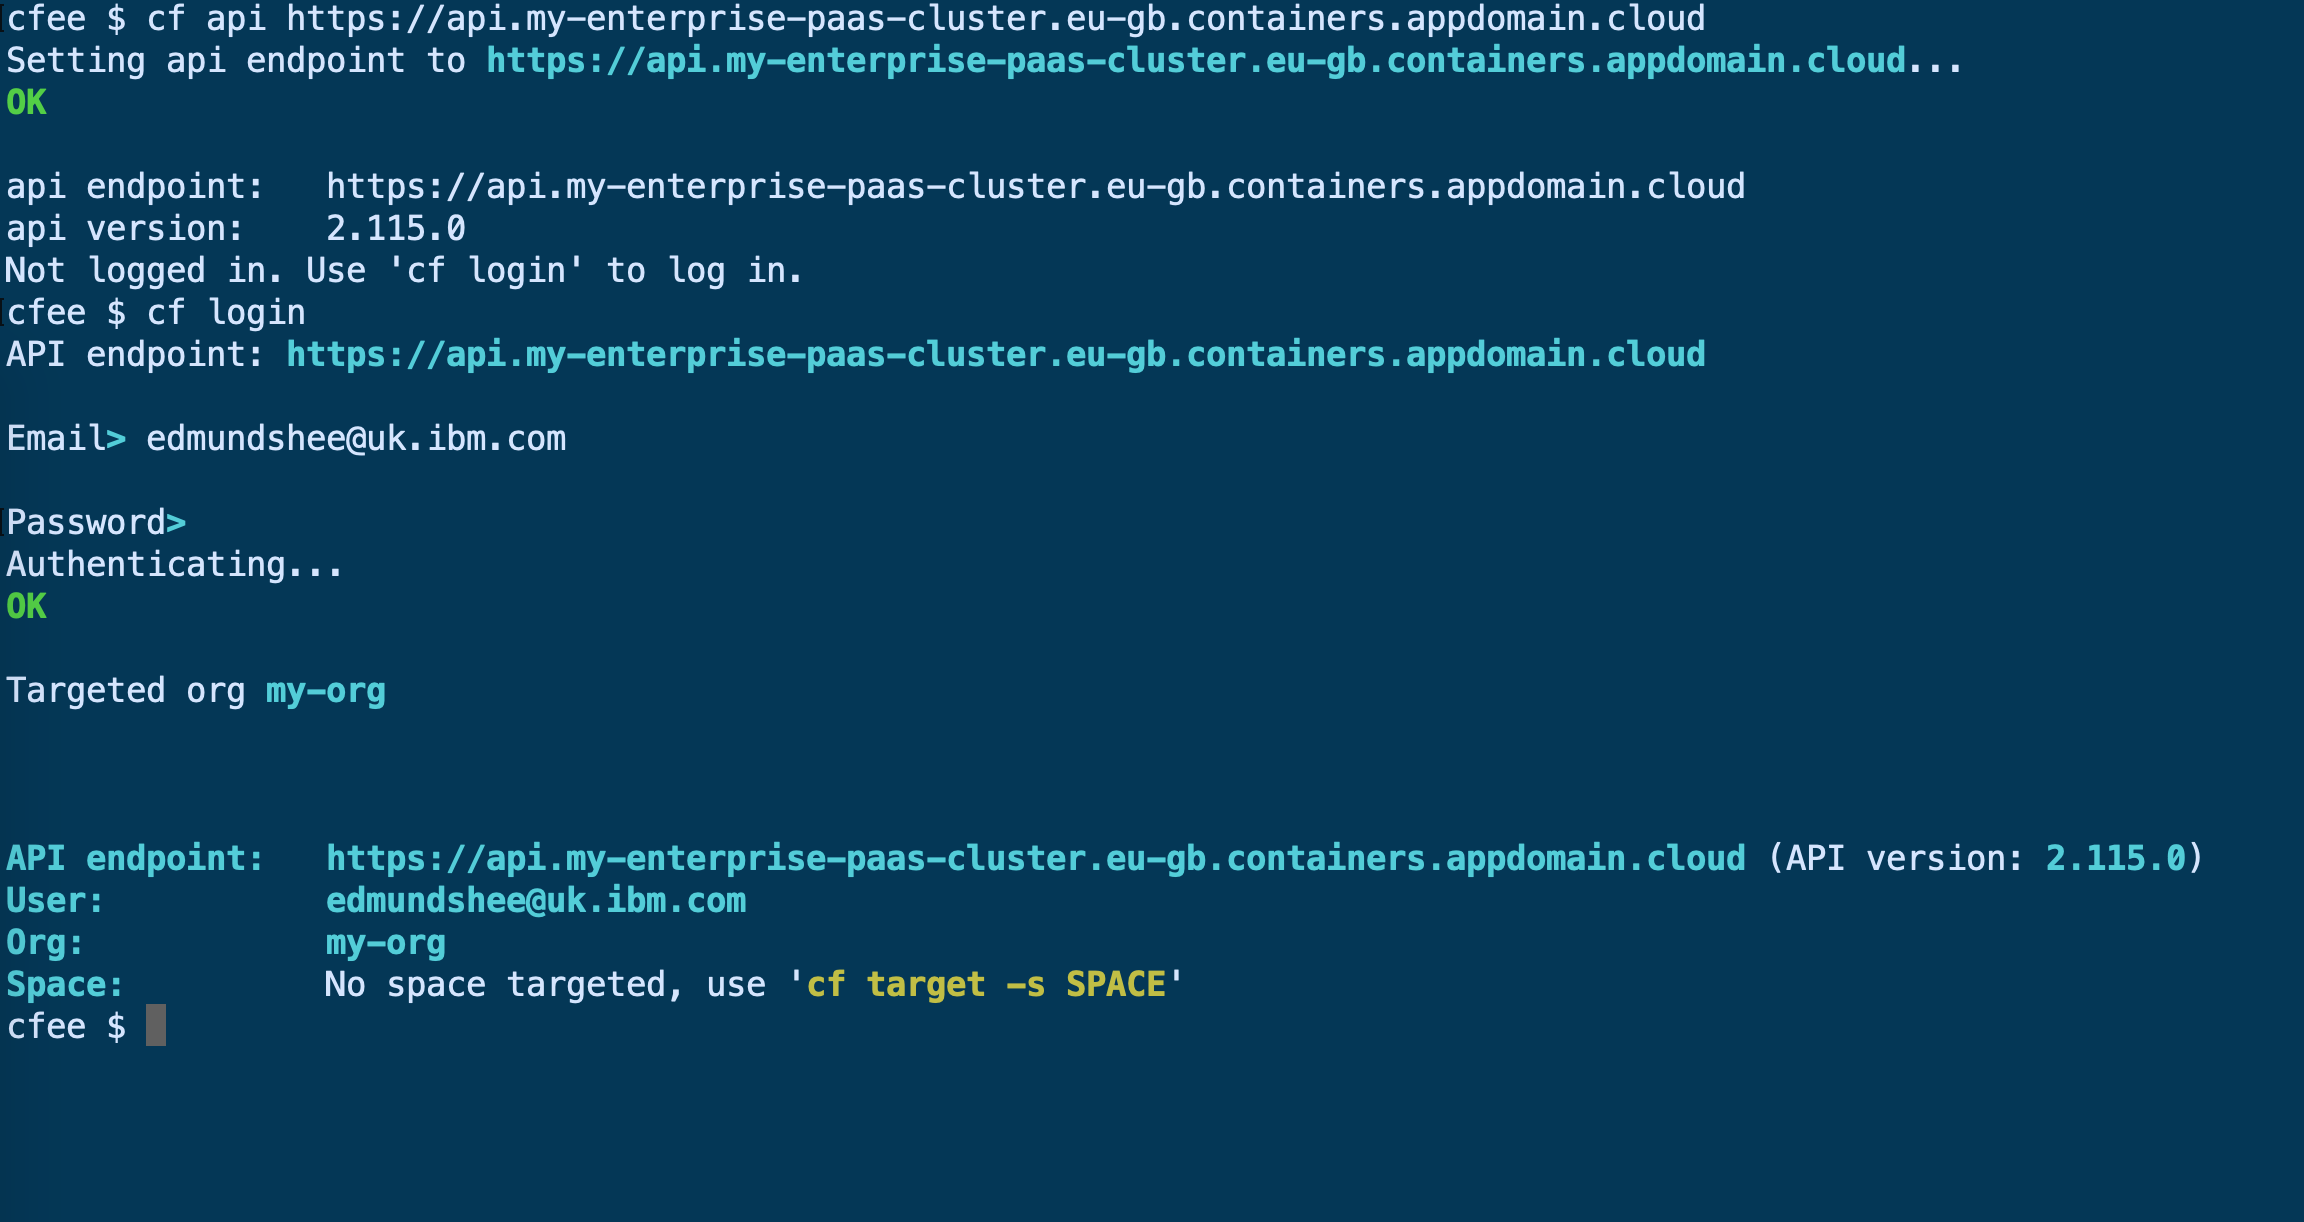 cfee $ cf api https://api.my-enterprise-paas-cluster.eu-gb.containers.appdomain.cloud
Setting api endpoint to https://api.my-enterprise-paas-cluster.eu-gb.containers.appdomain.cloud...
OK
api endpoint:   https://api.my-enterprise-paas-cluster.eu-gb.containers.appdomain.cloud
api version:    2.115.0
Not logged in. Use 'cf login' to log in.
cfee $ cf login
API endpoint: https://api.my-enterprise-paas-cluster.eu-gb.containers.appdomain.cloud
Email> edmundshee@uk.ibm.com
Password>
Authenticating...
OK
Targeted org my-org
API endpoint:   https://api.my-enterprise-paas-cluster.eu-gb.containers.appdomain.cloud (API version: 2.115.0)
User:           edmundshee@uk.ibm.com
Org:            my-org
Space:          No space targeted, use 'cf target -s SPACE'
cfee $